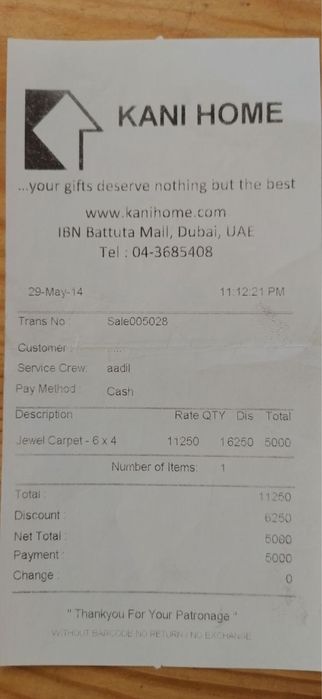 KANI HOME
...your gifts deserve nothing but the best
www.kanihome.com
IBN Battuta Mall, Dubai, UAE
Tel : 04-3685408
29-May-14 11:12:21 PM
Trans No : Sale005028
Customer :
Service Crew: aadil
Pay Method : Cash
Description Rate QTY Dis Total
Jewel Carpet - 6 x 4 11250 1 6250 5000
Number of Items: 1
Total : 11250
Discount : 6250
Net Total : 5000
Payment : 5000
Change : 0
" Thankyou For Your Patronage "
WITHOUT BARCODE NO RETURN / NO EXCHANGE